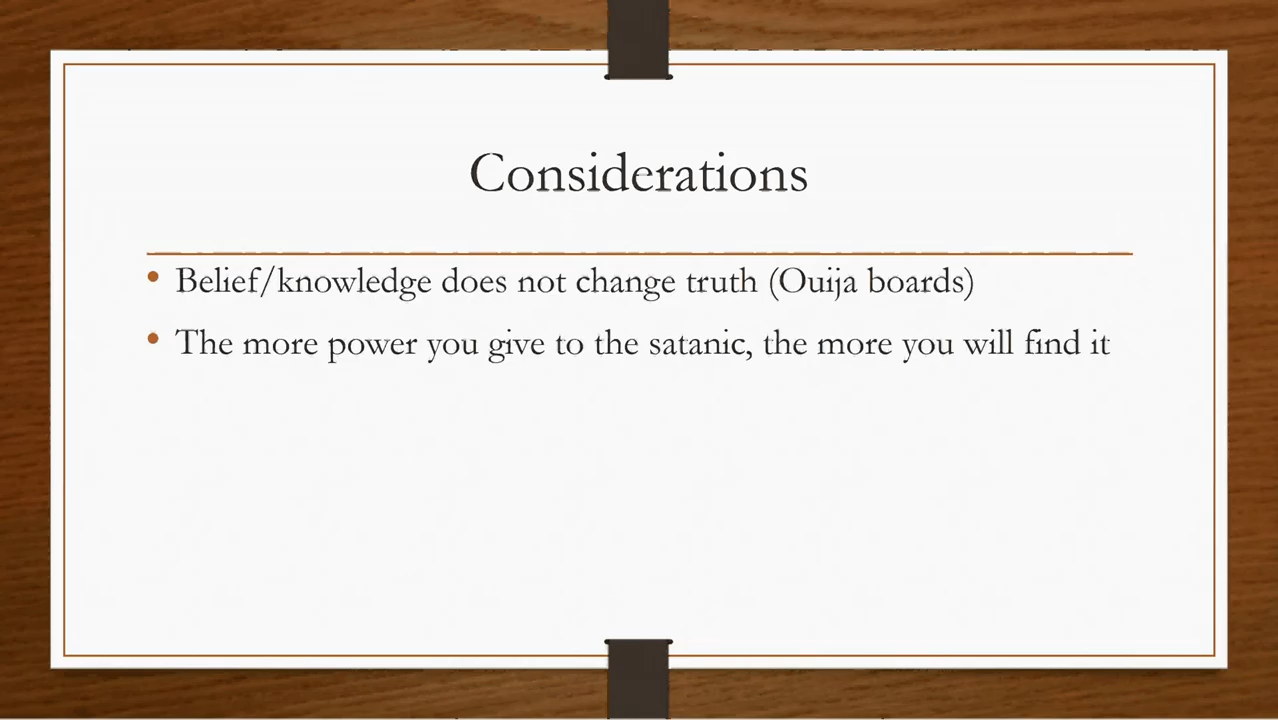 Considerations
• Belief/knowledge does not change truth (Ouija boards)
• The more power you give to the satanic, the more you will find it